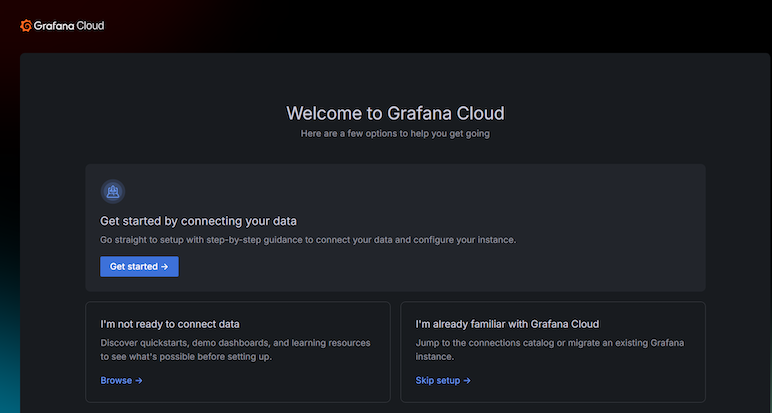 Grafana Cloud
Welcome to Grafana Cloud
Here are a few options to help you get going
Get started by connecting your data
Go straight to setup with step-by-step guidance to connect your data and configure your instance.
Get started →
I'm not ready to connect data
Discover quickstarts, demo dashboards, and learning resources
to see what's possible before setting up.
Browse →
I'm already familiar with Grafana Cloud
Jump to the connections catalog or migrate an existing Grafana
instance.
Skip setup →